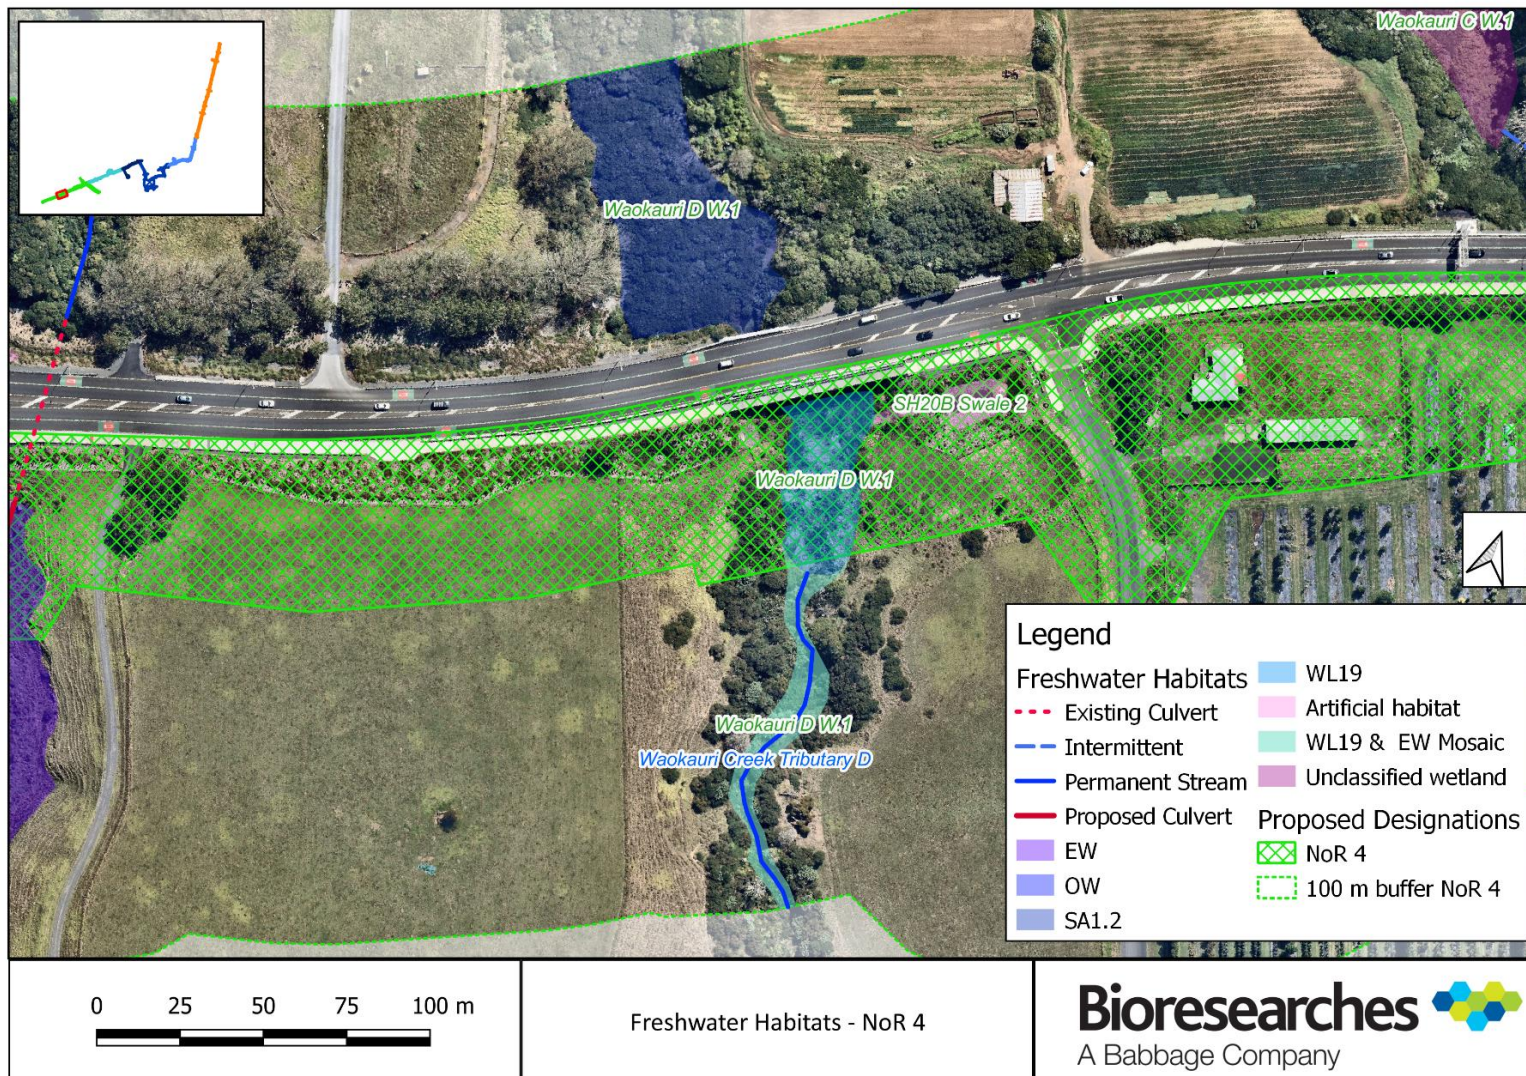 Waokauri C W.1
Waokauri D W.1
SH20B Swale 2
Waokauri D W.1
Waokauri D W.1
Waokauri Creek Tributary D
Legend
Freshwater Habitats
Existing Culvert
Intermittent
Permanent Stream
Proposed Culvert
EW
OW
SA1.2
WL19
Artificial habitat
WL19 & EW Mosaic
Unclassified wetland
Proposed Designations
NoR 4
100 m buffer NoR 4
0 25 50 75 100 m
Freshwater Habitats - NoR 4
Bioresearches
A Babbage Company